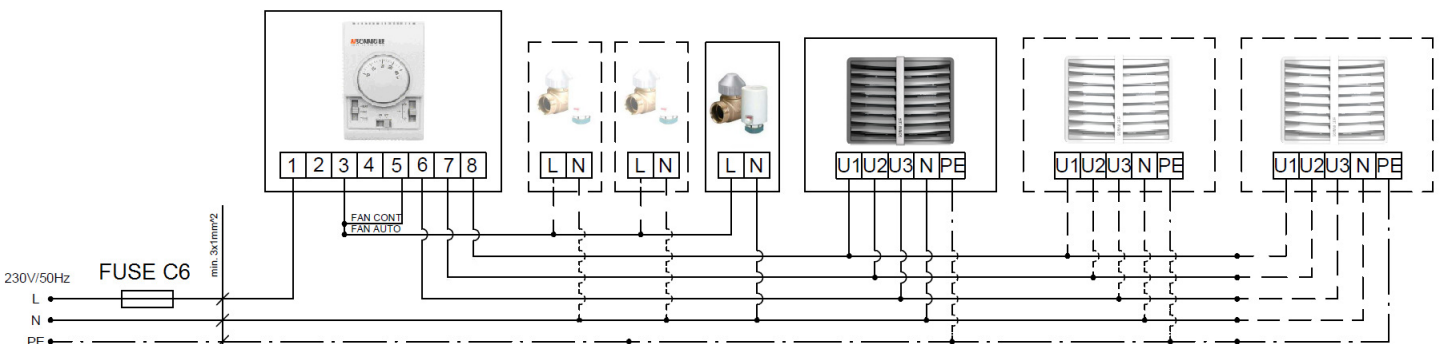 1 2 3 4 5 6 7 8
L N
L N
L N
U1 U2 U3 N PE
U1 U2 U3 N PE
U1 U2 U3 N PE
FAN CONT
FAN AUTO
min. 3x1mm^2
230V/50Hz
FUSE C6
L
N
PE